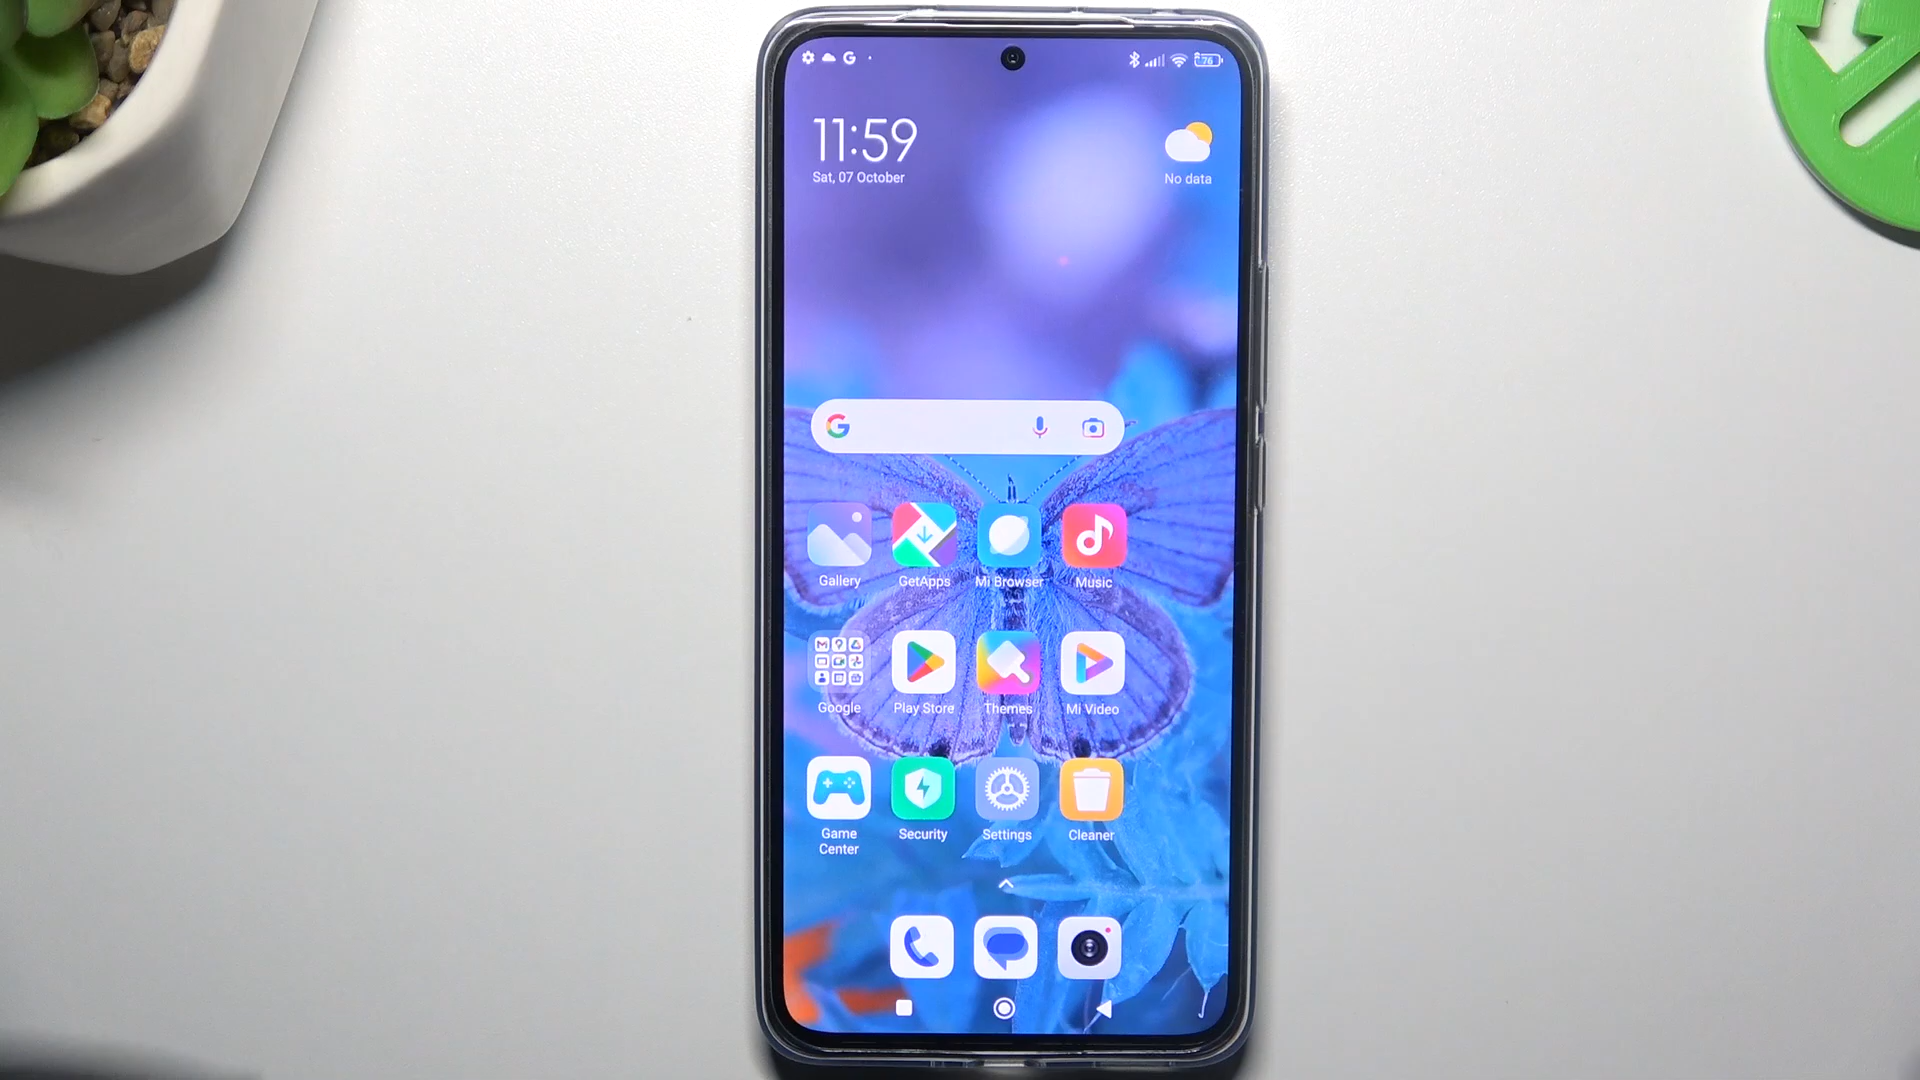 76
11:59
Sat, 07 October
No data
G
Gallery GetApps Mi Browser Music
Google Play Store Themes Mi Video
Game Center Security Settings Cleaner